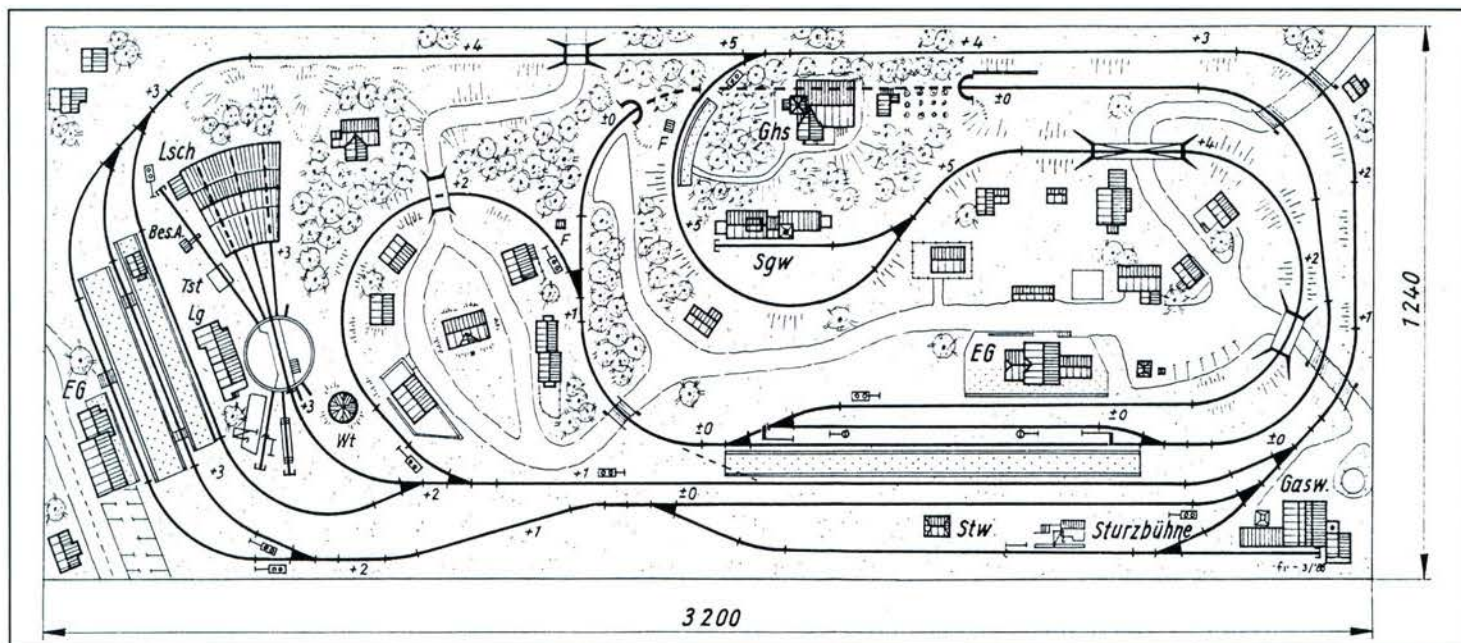 +4
+5
+4
+3
+3
±0
±0
Lsch
Ghs
F
+4
+2
+2
Bes.A.
+3
F
+5
+5
Sgw
Tst
+2
Lg
+1
+1
EG
EG
1240
+3
Wt
±0
±0
±0
+3
+1
+2
±0
Gasw.
Stw.
Sturzbühne
+1
+2
3200